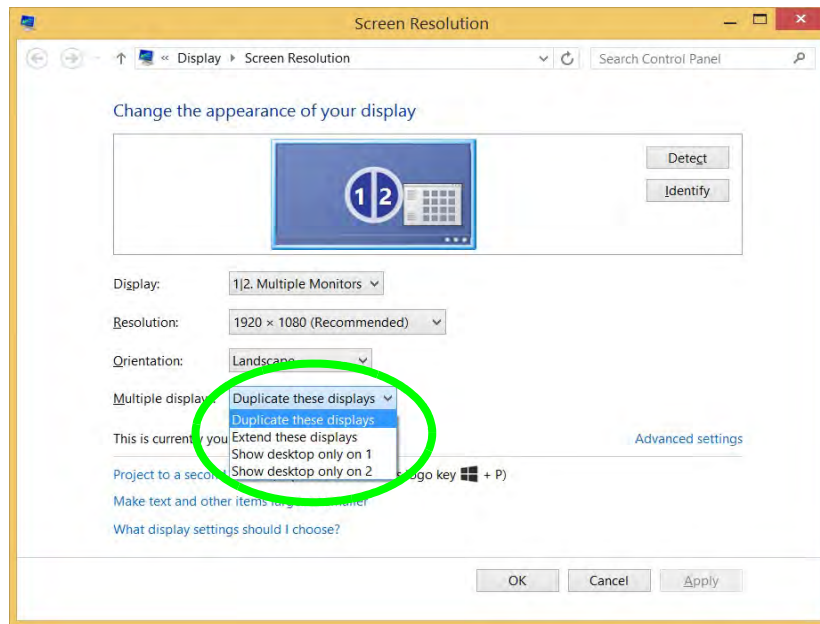 Screen Resolution
« Display Screen Resolution
Search Control Panel
Change the appearance of your display
1 2
Detect
Identify
Display: 1|2. Multiple Monitors
Resolution: 1920 × 1080 (Recommended)
Orientation: Landscape
Multiple display Duplicate these displays
Duplicate these displays
Extend these displays
Show desktop only on 1
Show desktop only on 2
This is currently you
Advanced settings
Project to a second logo key + P)
Make text and other items
What display settings should I choose?
OK Cancel Apply